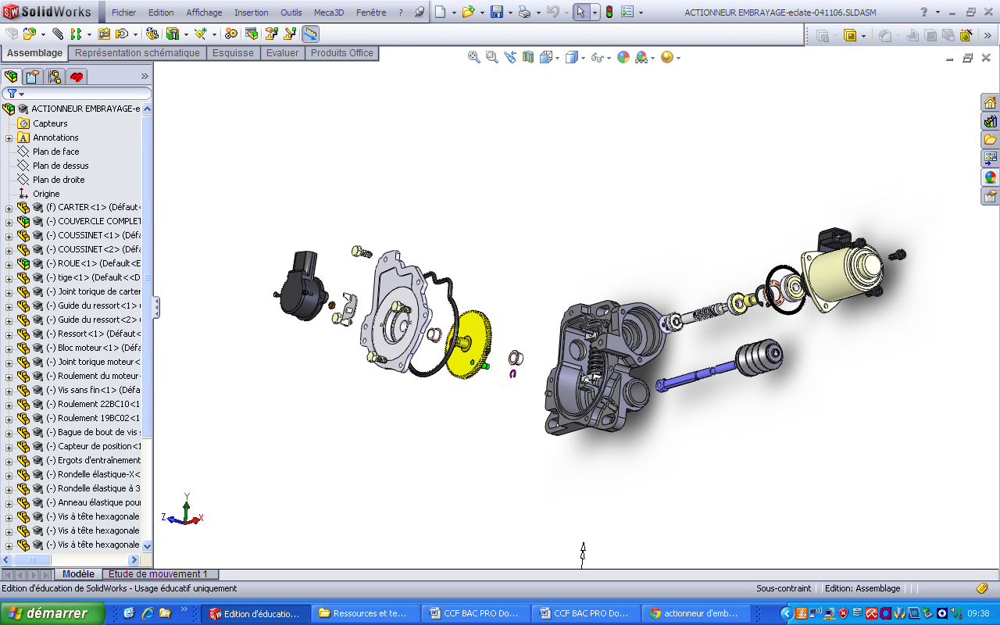 SolidWorks Fichier Edition Affichage Insertion Outils Meca3D Fenêtre ? ACTIONNEUR EMBRAYAGE-eclate-041106.SLDASM ?
Assemblage Représentation schématique Esquisse Evaluer Produits Office
ACTIONNEUR EMBRAYAGE-e
Capteurs
Annotations
Plan de face
Plan de dessus
Plan de droite
Origine
(f) CARTER<1> (Défaut<
(-) COUVERCLE COMPLET
(-) COUSSINET<1> (Défa
(-) COUSSINET<2> (Défa
(-) ROUE<1> (Default<E
(-) tige<1> (Default<<D
(-) Joint torique de carter
(-) Guide du ressort<1>
(-) Guide du ressort<2>
(-) Ressort<1> (Défaut<
(-) Bloc moteur<1> (Défa
(-) Joint torique moteur<
(-) Roulement du moteur
(-) Vis sans fin<1> (Défau
(-) Roulement 22BC10<1
(-) Roulement 19BC02<1
(-) Bague de bout de vis
(-) Capteur de position<1
(-) Ergots d'entraînement
(-) Rondelle élastique-X<
(-) Rondelle élastique à 3
(-) Anneau élastique pou
(-) Vis à tête hexagonale
(-) Vis à tête hexagonale
(-) Vis à tête hexagonale
Y
Z X
Modèle Etude de mouvement 1
Edition d'éducation de SolidWorks - Usage éducatif uniquement Sous-contraint Edition: Assemblage
démarrer Edition d'éducatio... Ressources et te... CCF BAC PRO Do... CCF BAC PRO Do... actionneur d'emb... 09:38